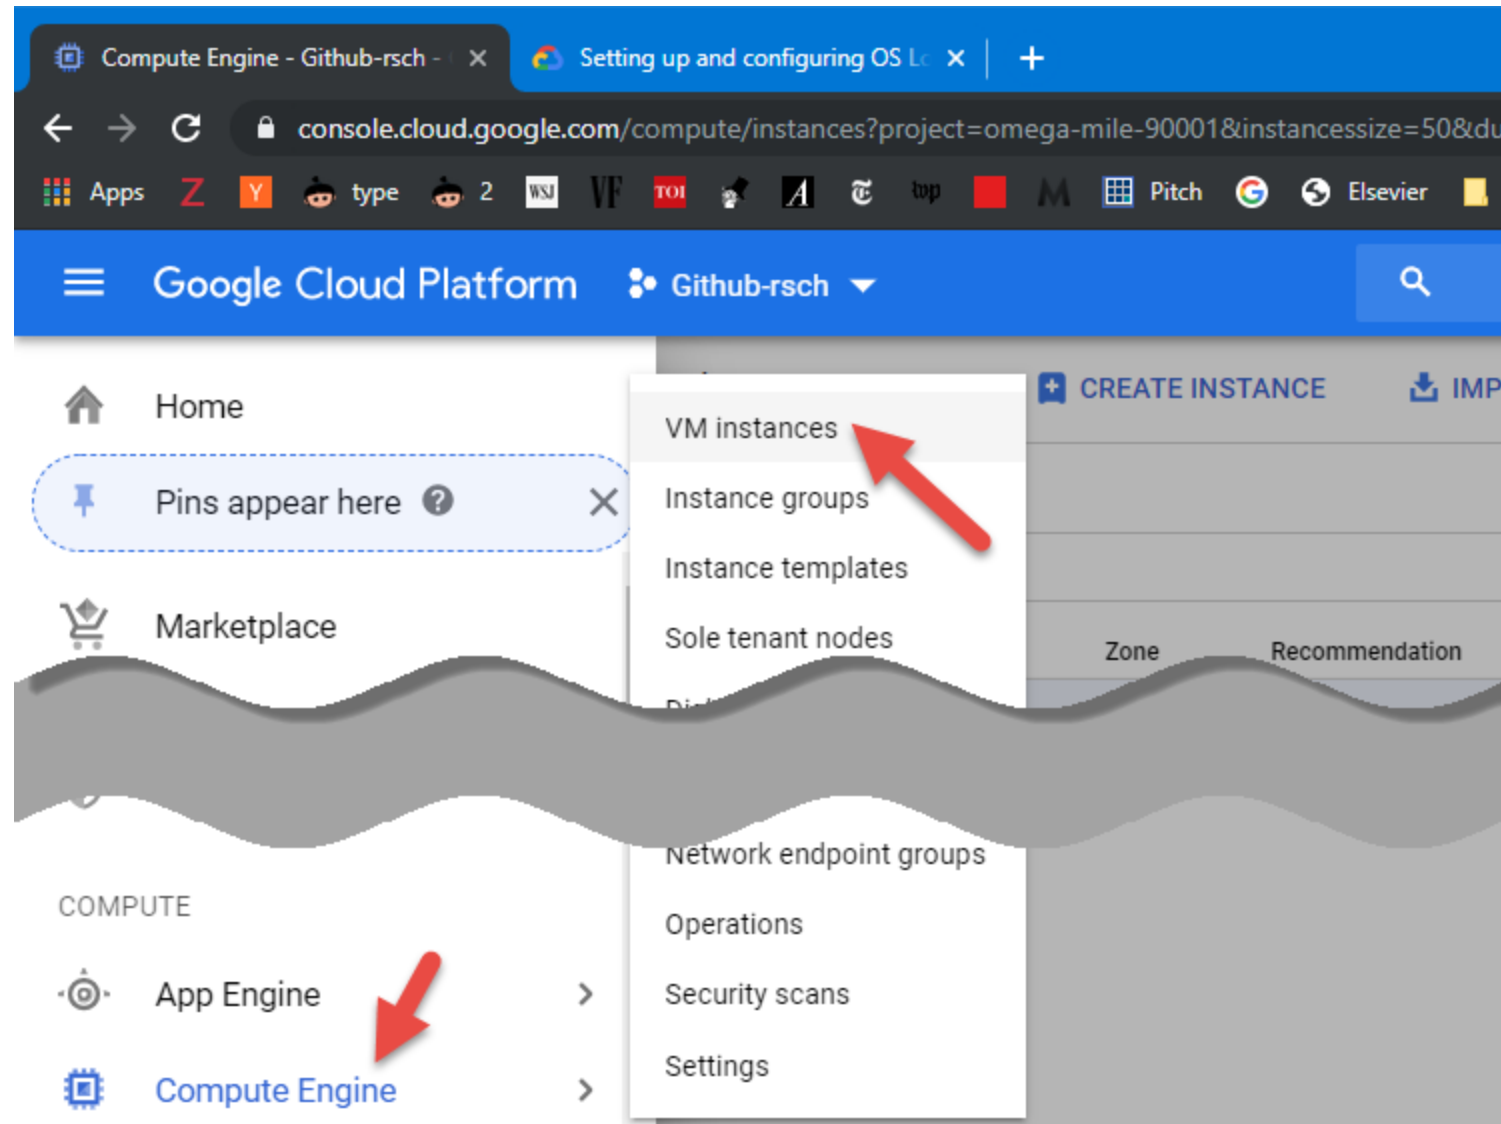 Compute Engine - Github-rsch -
Setting up and configuring OS Lo
console.cloud.google.com/compute/instances?project=omega-mile-90001&instancessize=50&du
Apps Z Y type 2 WSJ VF TOI A T wp M Pitch G Elsevier
Google Cloud Platform Github-rsch
Home
VM instances
CREATE INSTANCE
IMP
Pins appear here ?
Instance groups
Instance templates
Marketplace
Sole tenant nodes
Zone
Recommendation
Network endpoint groups
COMPUTE
Operations
App Engine
Security scans
Settings
Compute Engine